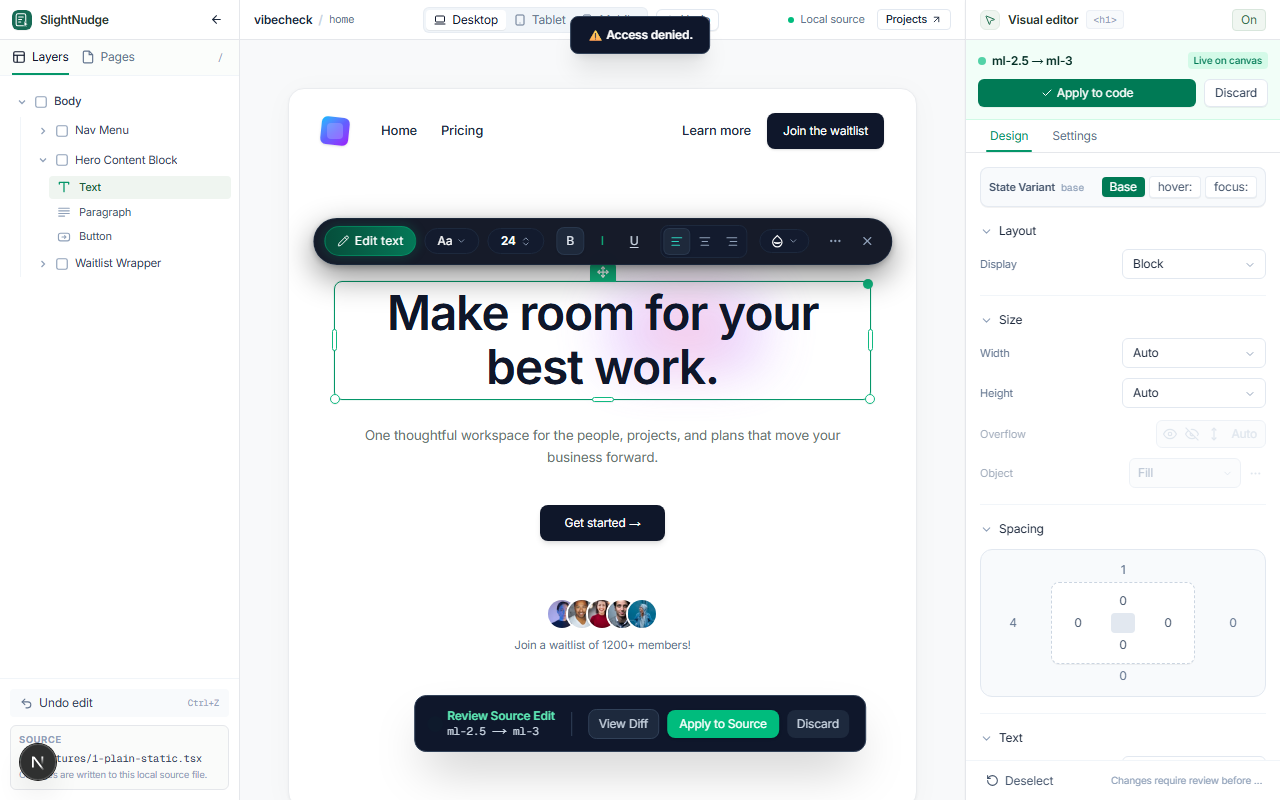 SlightNudge
vibecheck / home
Desktop
Tablet
⚠ Access denied.
Local source
Projects ↗
Visual editor
<h1>
On
Layers
Pages
/
ml-2.5 → ml-3
Live on canvas
✓ Apply to code
Discard
Body
Nav Menu
Hero Content Block
Text
Paragraph
Button
Waitlist Wrapper
Home
Pricing
Learn more
Join the waitlist
Edit text
Aa
24
B
I
U
Make room for your
best work.
One thoughtful workspace for the people, projects, and plans that move your
business forward.
Get started →
Join a waitlist of 1200+ members!
Review Source Edit
ml-2.5 → ml-3
View Diff
Apply to Source
Discard
Design
Settings
State Variant base
Base
hover:
focus:
Layout
Display
Block
Size
Width
Auto
Height
Auto
Overflow
Auto
Object
Fill
Spacing
1
0
4
0
0
0
0
0
Text
Deselect
Changes require review before ...
Undo edit
Ctrl+Z
SOURCE
tures/1-plain-static.tsx
are written to this local source file.
N